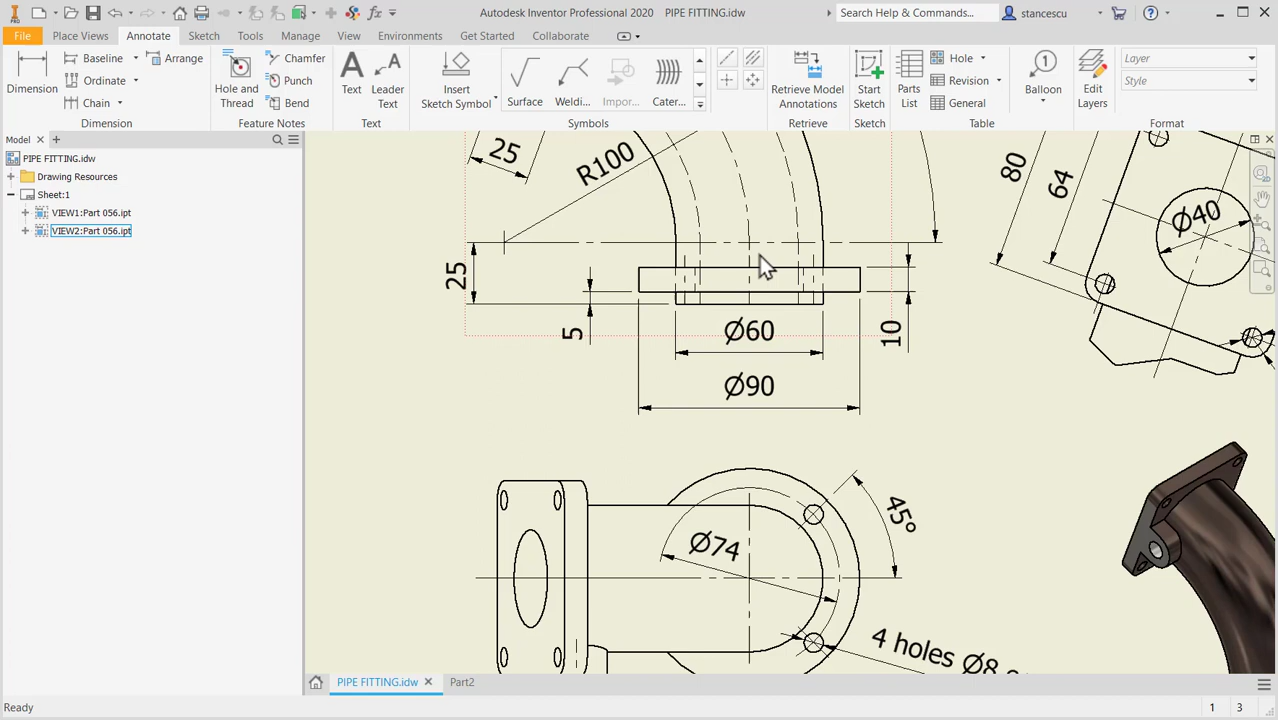 PRO
Autodesk Inventor Professional 2020 PIPE FITTING.idw
Search Help & Commands...
stancescu
File Place Views Annotate Sketch Tools Manage View Environments Get Started Collaborate
Dimension
Baseline
Ordinate
Chain
Arrange
Dimension
Hole and Thread
Chamfer
Punch
Bend
Feature Notes
Text
Leader Text
Text
Insert Sketch Symbol
Surface
Weldi...
Impor...
Cater...
Symbols
Retrieve Model Annotations
Retrieve
Start Sketch
Sketch
Parts List
Hole
Revision
General
Table
1
Balloon
Edit Layers
Layer
Style
Format
Model
PIPE FITTING.idw
Drawing Resources
Sheet:1
VIEW1:Part 056.ipt
VIEW2:Part 056.ipt
25
R100
25
5
Ø60
10
Ø90
80
64
Ø40
45°
Ø74
4 holes Ø8
PIPE FITTING.idw
Part2
Ready
1 3